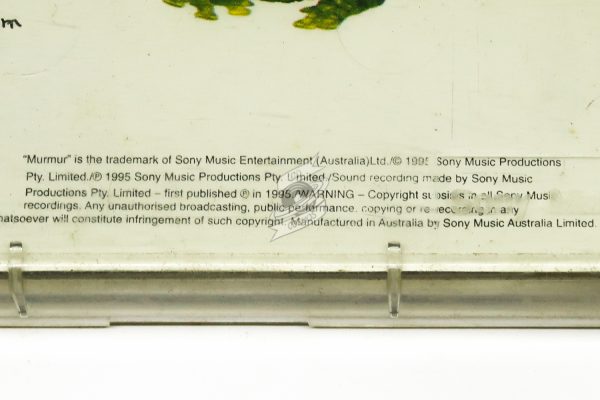 m
"Murmur" is the trademark of Sony Music Entertainment (Australia)Ltd./© 1995 Sony Music Productions
Pty. Limited./℗ 1995 Sony Music Productions Pty. Limited./Sound recording made by Sony Music
Productions Pty. Limited – first published ℗ in 1995./WARNING – Copyright subsists in all Sony Music
recordings. Any unauthorised broadcasting, public performance, copying or re-recording in any
whatsoever will constitute infringement of such copyright. Manufactured in Australia by Sony Music Australia Limited.